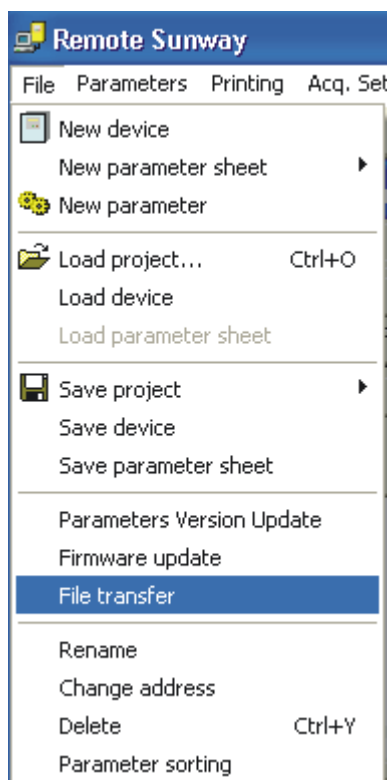 Remote Sunway
File Parameters Printing Acq. Set
New device
New parameter sheet
New parameter
Load project... Ctrl+O
Load device
Load parameter sheet
Save project
Save device
Save parameter sheet
Parameters Version Update
Firmware update
File transfer
Rename
Change address
Delete Ctrl+Y
Parameter sorting